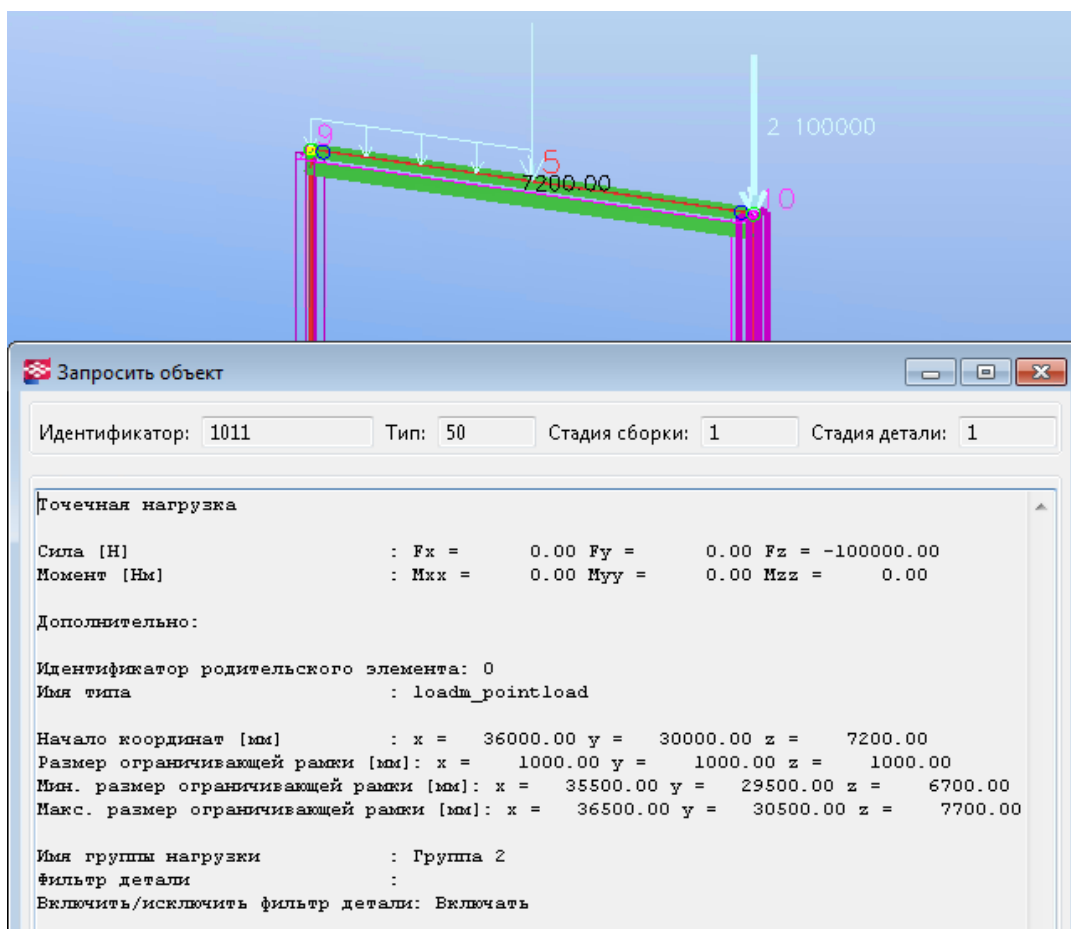 9
2 100000
5
7200.00
10
Запросить объект
Идентификатор: 1011 Тип: 50 Стадия сборки: 1 Стадия детали: 1
Точечная нагрузка
Сила [Н] : Fx = 0.00 Fy = 0.00 Fz = -100000.00
Момент [Нм] : Mxx = 0.00 Myy = 0.00 Mzz = 0.00
Дополнительно:
Идентификатор родительского элемента: 0
Имя типа : loadm_pointload
Начало координат [мм] : x = 36000.00 y = 30000.00 z = 7200.00
Размер ограничивающей рамки [мм]: x = 1000.00 y = 1000.00 z = 1000.00
Мин. размер ограничивающей рамки [мм]: x = 35500.00 y = 29500.00 z = 6700.00
Макс. размер ограничивающей рамки [мм]: x = 36500.00 y = 30500.00 z = 7700.00
Имя группы нагрузки : Группа 2
Фильтр детали :
Включить/исключить фильтр детали: Включать